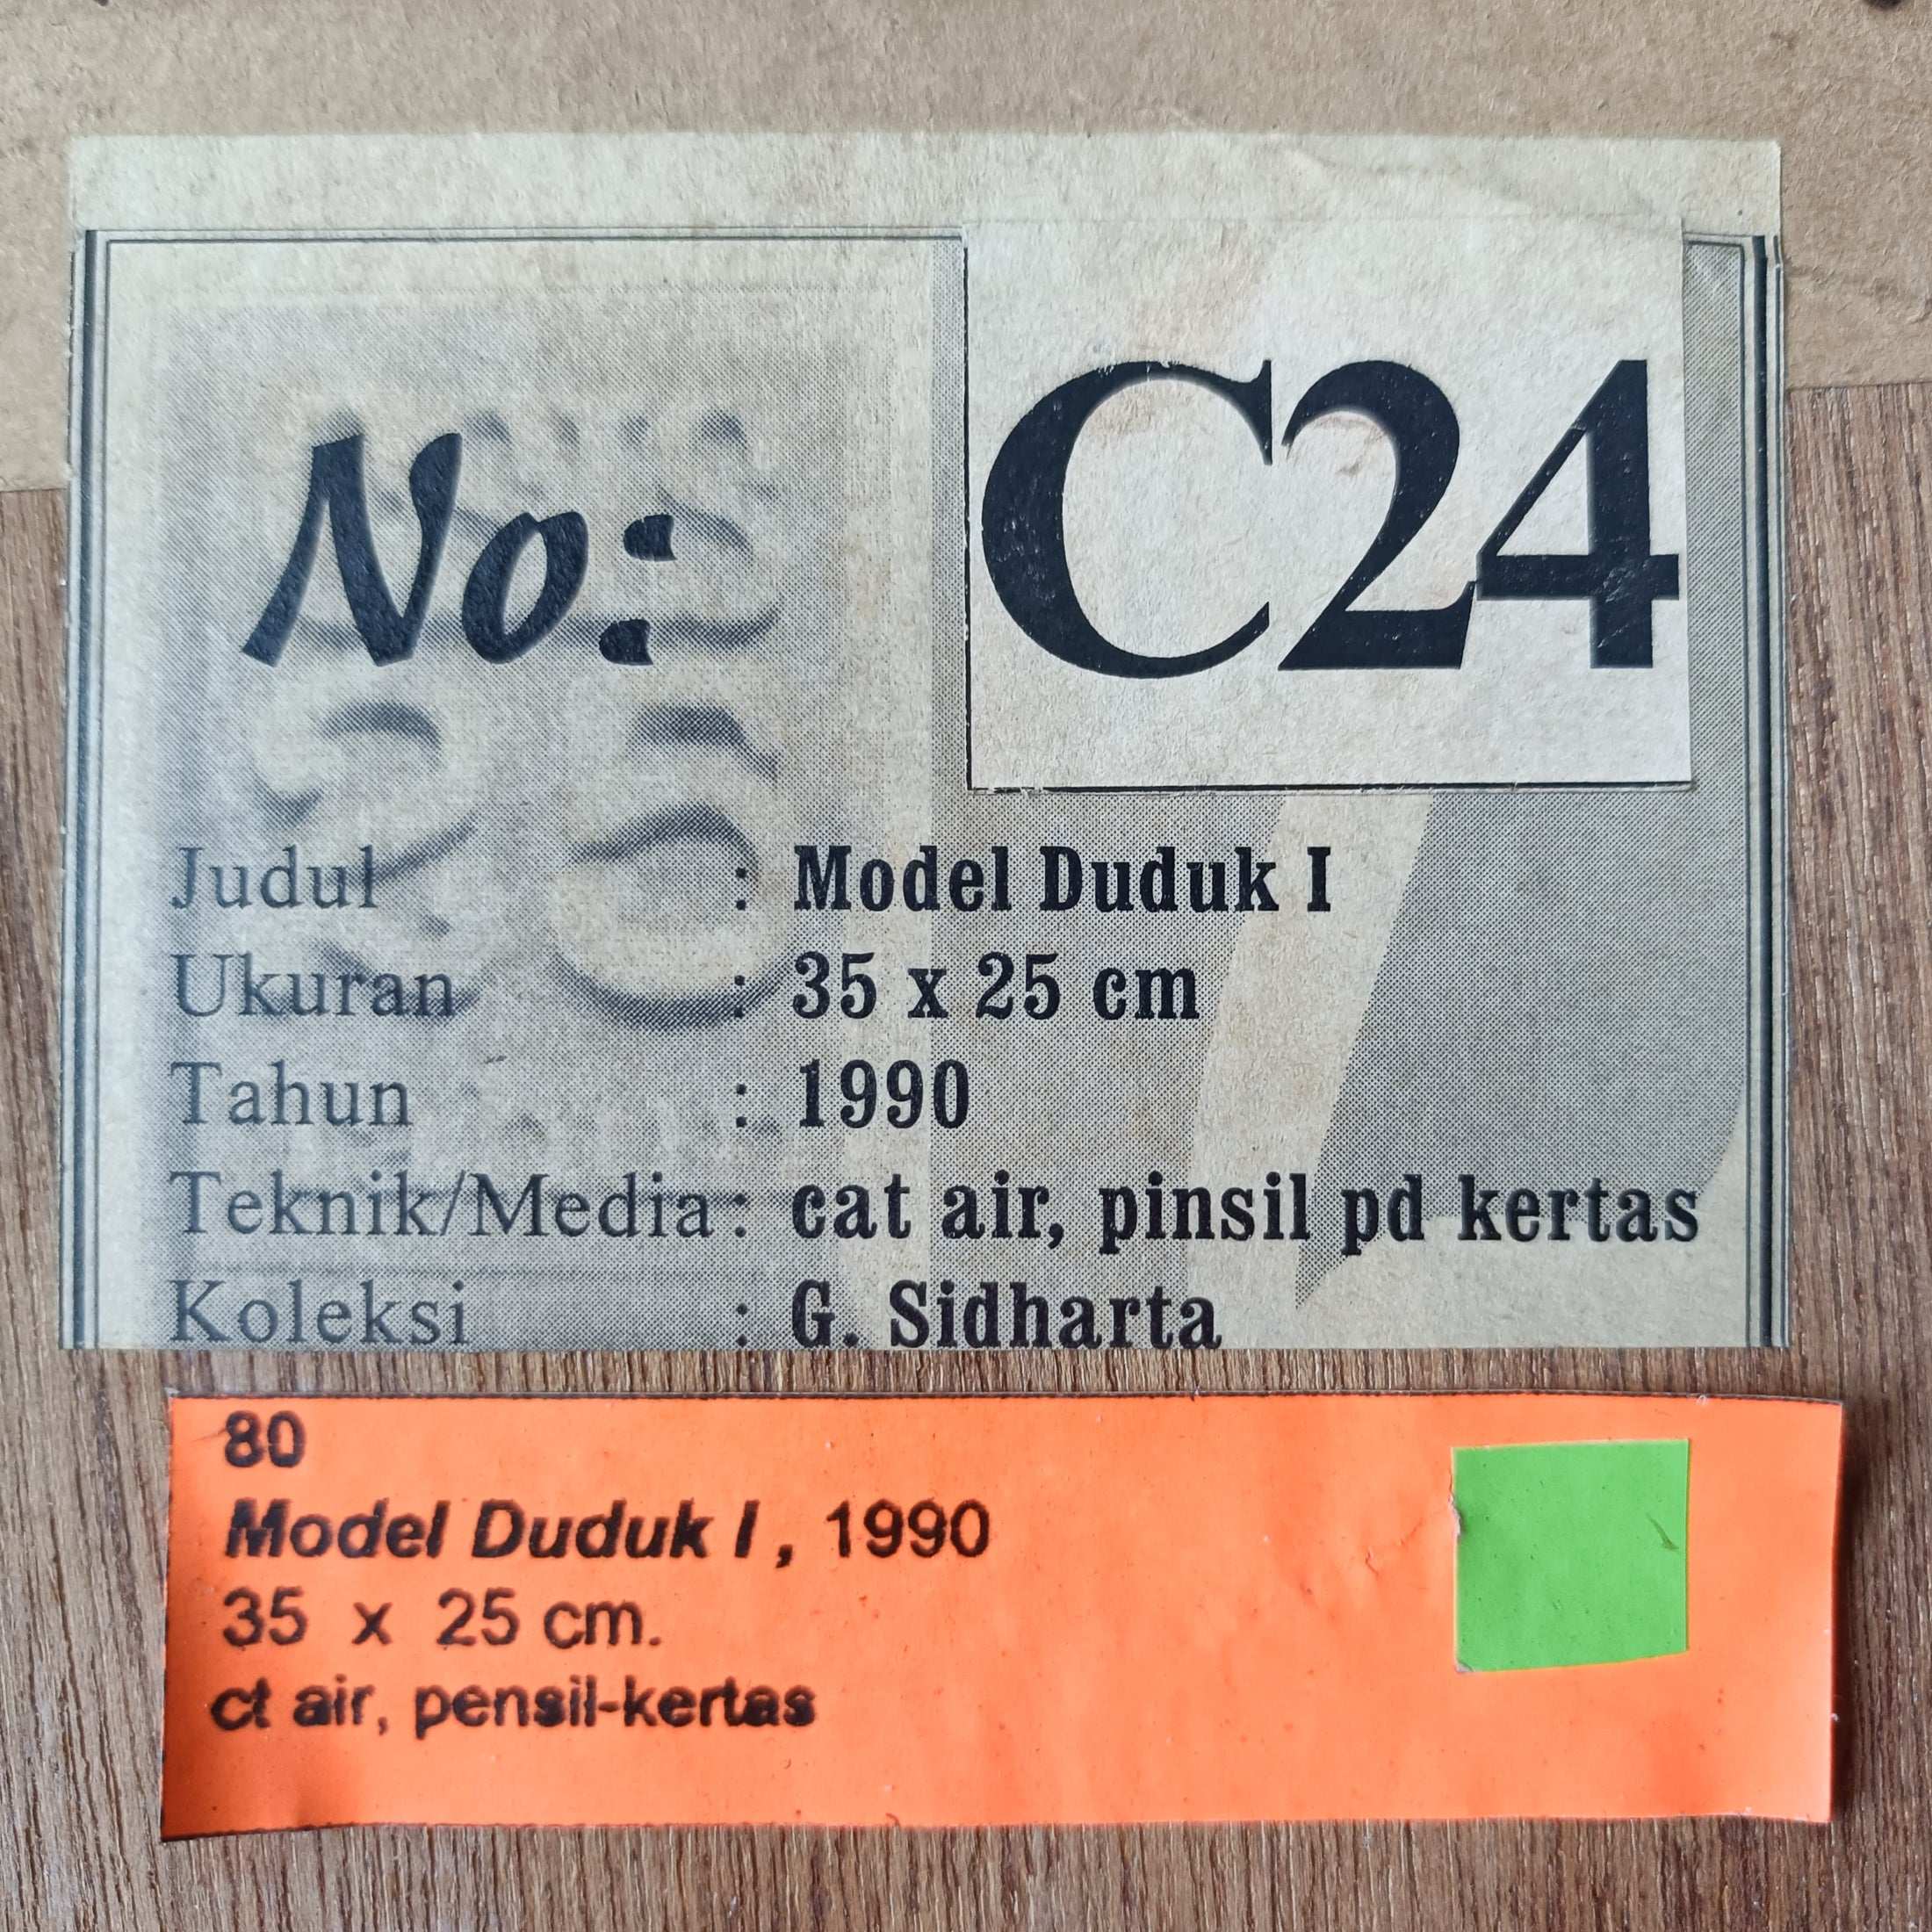 No: C24
Judul : Model Duduk I
Ukuran : 35 x 25 cm
Tahun : 1990
Teknik/Media : cat air, pinsil pd kertas
Koleksi : G. Sidharta
80
Model Duduk I , 1990
35 x 25 cm.
ct air, pensil-kertas